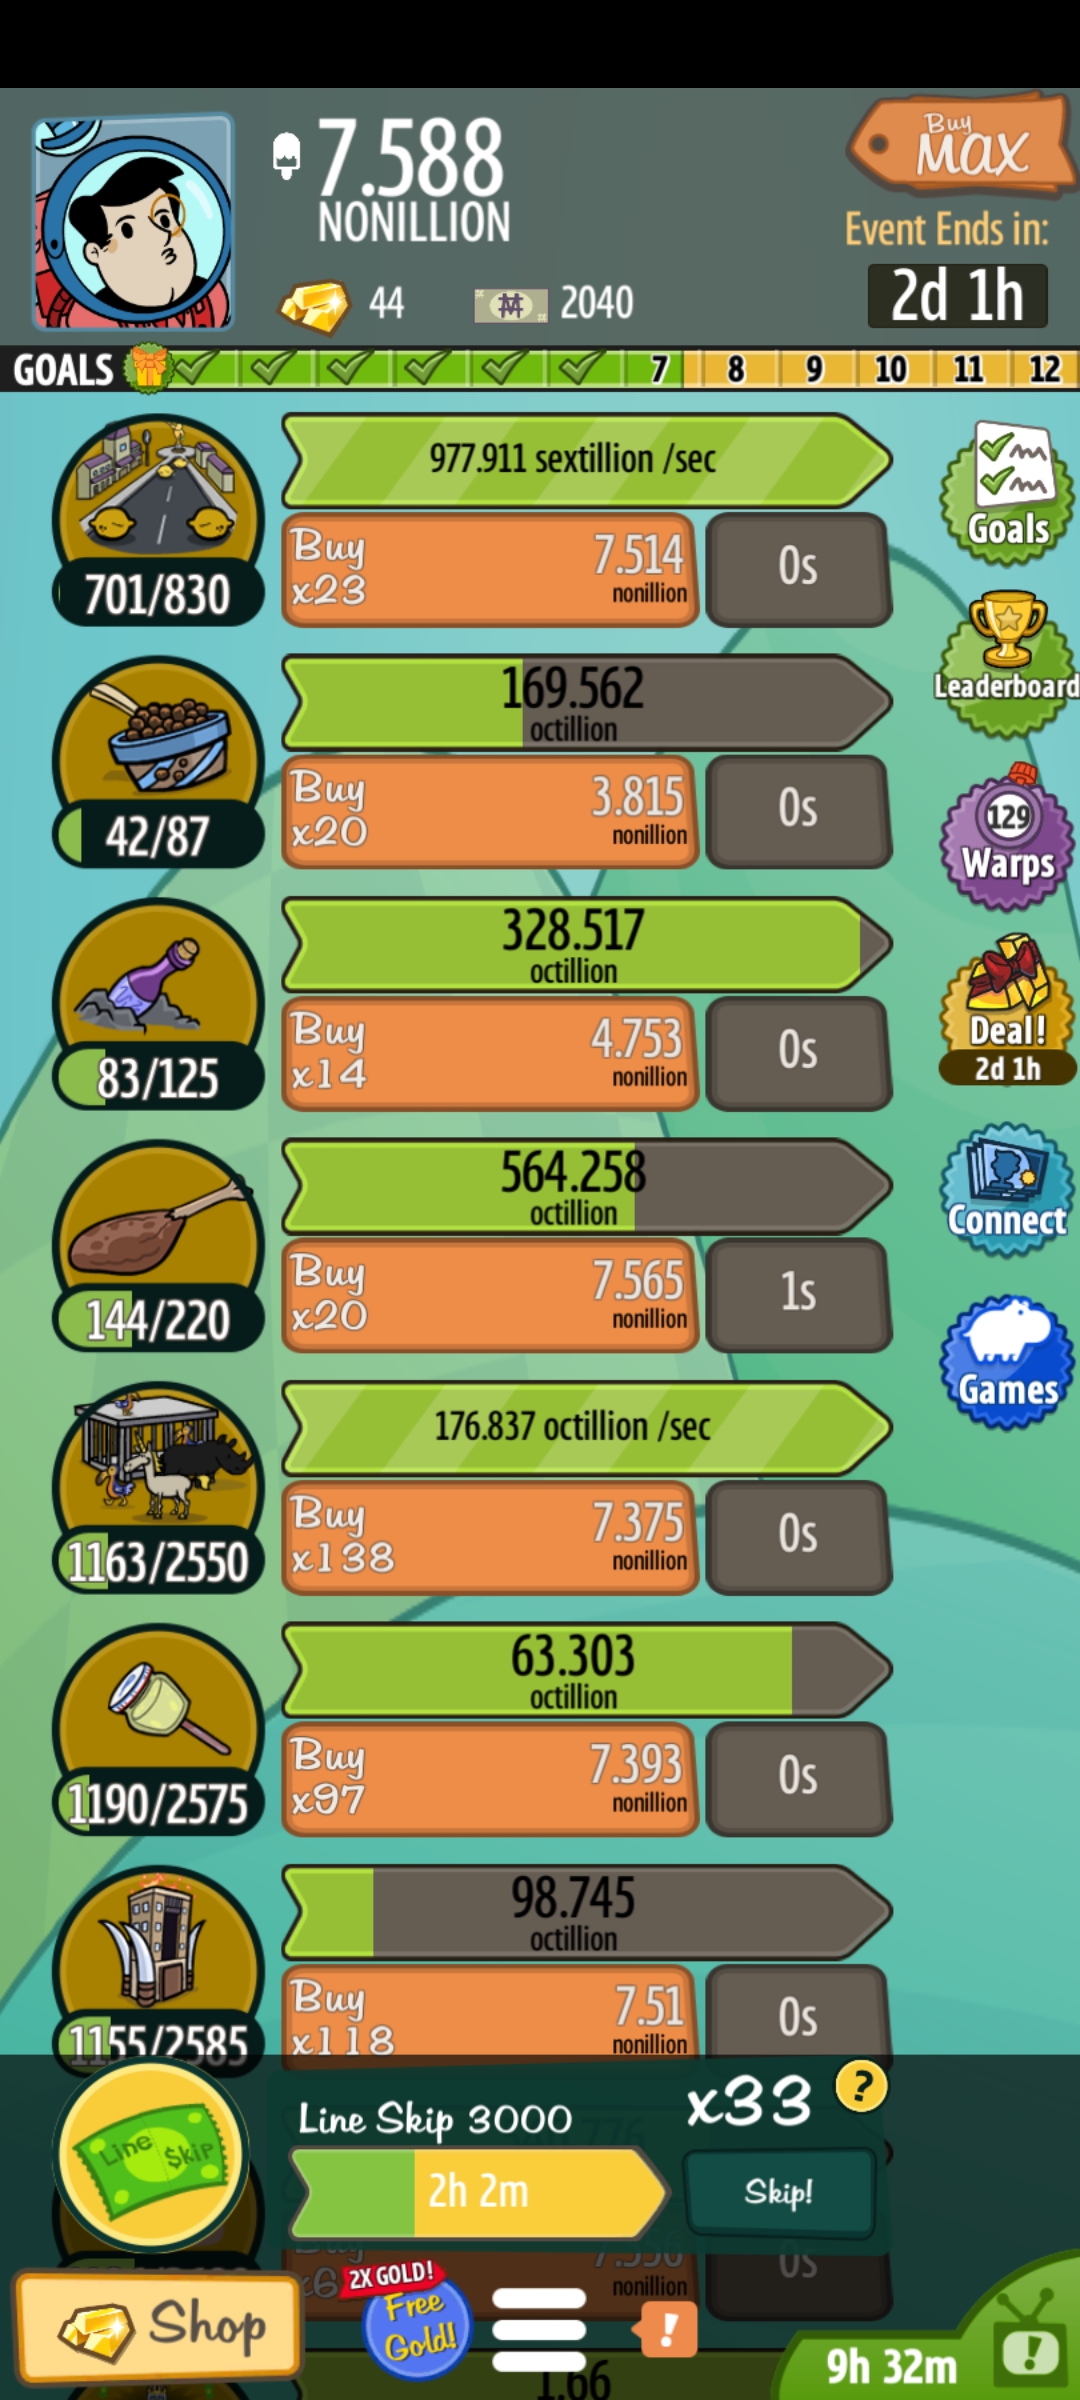 7.588
NONILLION
Buy
MAX
Event Ends in:
2d 1h
44
2040
GOALS
7
8
9
10
11
12
977.911 sextillion /sec
Buy
x23
7.514
nonillion
0s
701/830
169.562
octillion
Buy
x20
3.815
nonillion
0s
42/87
328.517
octillion
Buy
x14
4.753
nonillion
0s
83/125
564.258
octillion
Buy
x20
7.565
nonillion
1s
144/220
176.837 octillion /sec
Buy
x138
7.375
nonillion
0s
1163/2550
63.303
octillion
Buy
x97
7.393
nonillion
0s
1190/2575
98.745
octillion
Buy
x118
7.51
nonillion
0s
1155/2585
Goals
Leaderboard
129
Warps
Deal!
2d 1h
Connect
Games
Line Skip
Line Skip 3000
x33
?
2h 2m
Skip!
nonillion
0s
Shop
2X GOLD!
Free
Gold!
!
1.66
9h 32m
!